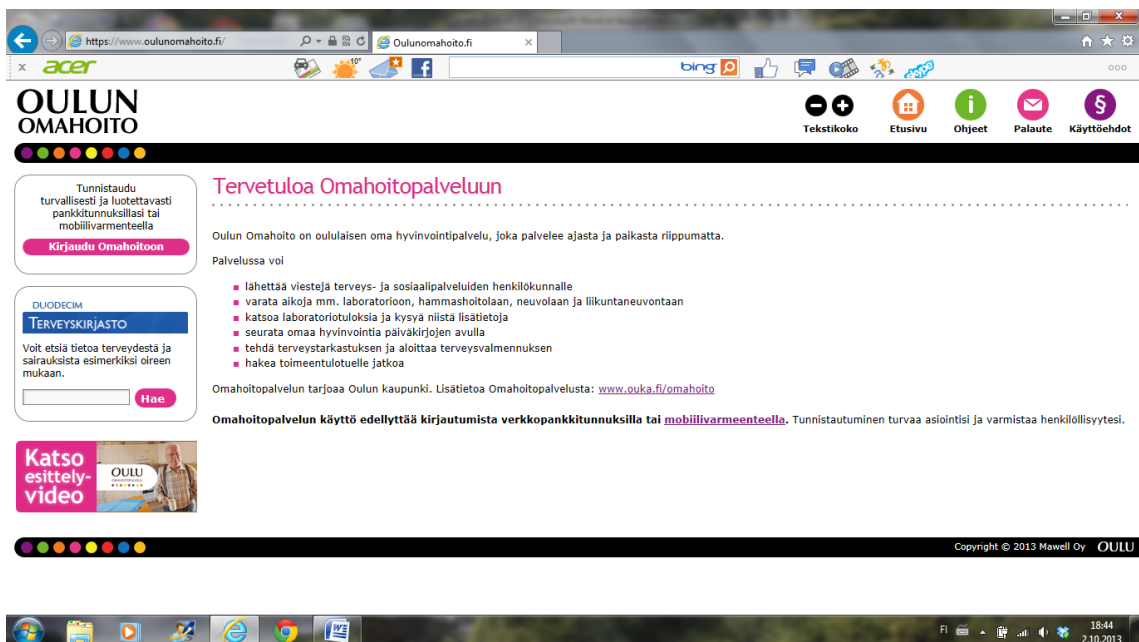 https://www.oulunomahoito.fi/
Oulunomahoito.fi
acer
10°
bing
OULUN
OMAHOITO
Tekstikoko
Etusivu
Ohjeet
Palaute
Käyttöehdot
Tunnistaudu
turvallisesti ja luotettavasti
pankkitunnuksillasi tai
mobiilivarmenteella
Kirjaudu Omahoitoon
DUODECIM
TERVEYSKIRJASTO
Voit etsiä tietoa terveydestä ja
sairauksista esimerkiksi oireen
mukaan.
Hae
Katso
esittely-
video
OULU
Tervetuloa Omahoitopalveluun
Oulun Omahoito on oululaisen oma hyvinvointipalvelu, joka palvelee ajasta ja paikasta riippumatta.
Palvelussa voi
lähettää viestejä terveys- ja sosiaalipalveluiden henkilökunnalle
varata aikoja mm. laboratorioon, hammashoitolaan, neuvolaan ja liikuntaneuvontaan
katsoa laboratoriotuloksia ja kysyä niistä lisätietoja
seurata omaa hyvinvointia päiväkirjojen avulla
tehdä terveystarkastuksen ja aloittaa terveysvalmennuksen
hakea toimeentulotuelle jatkoa
Omahoitopalvelun tarjoaa Oulun kaupunki. Lisätietoa Omahoitopalvelusta: www.ouka.fi/omahoito
Omahoitopalvelun käyttö edellyttää kirjautumista verkkopankkitunnuksilla tai mobiilivarmeenteella. Tunnistautuminen turvaa asiointisi ja varmistaa henkilöllisyytesi.
Copyright © 2013 Mawell Oy OULU
FI
18:44
2.10.2013